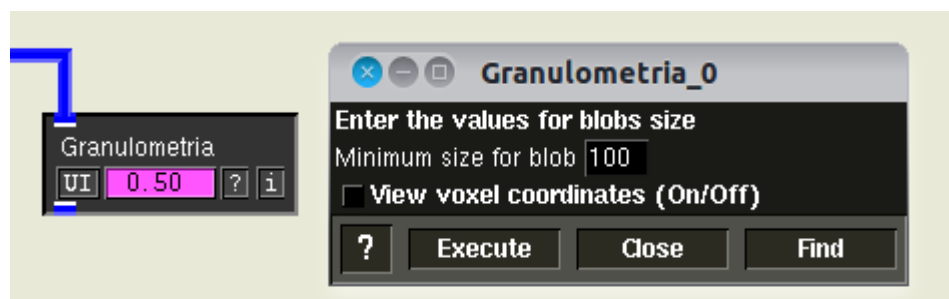 Granulometria
UI 0.50 ? i
Granulometria_0
Enter the values for blobs size
Minimum size for blob 100
View voxel coordinates (On/Off)
? Execute Close Find